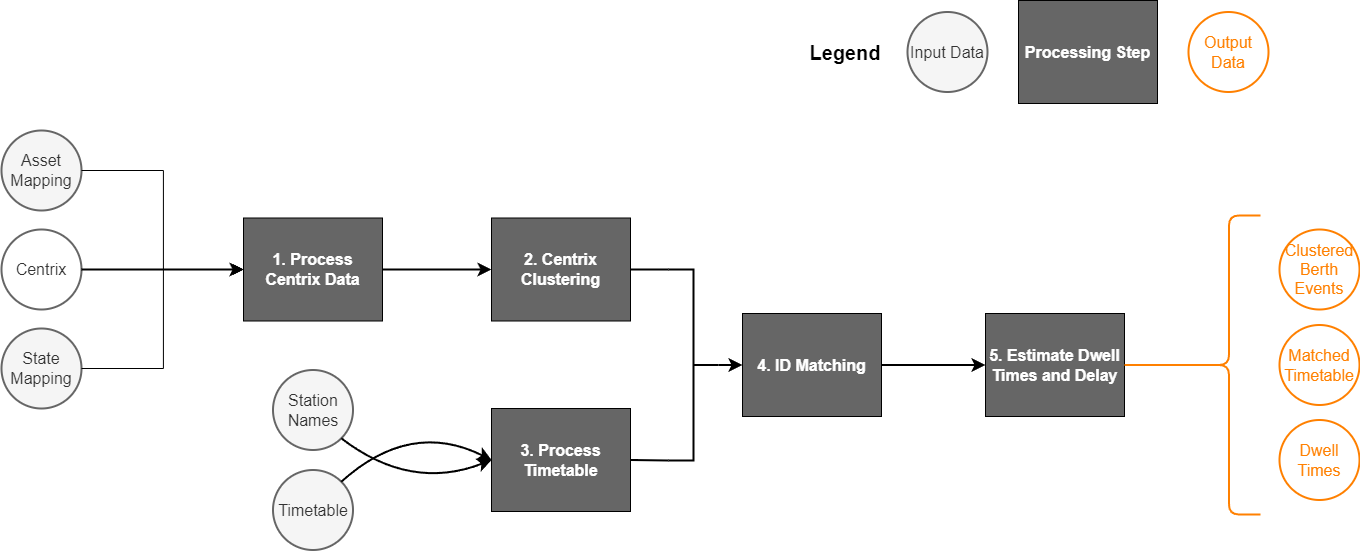 Legend
Input Data
Processing Step
Output
Data
Asset
Mapping
Centrix
State
Mapping
1. Process
Centrix Data
2. Centrix
Clustering
Station
Names
Timetable
3. Process
Timetable
4. ID Matching
5. Estimate Dwell
Times and Delay
Clustered
Berth
Events
Matched
Timetable
Dwell
Times